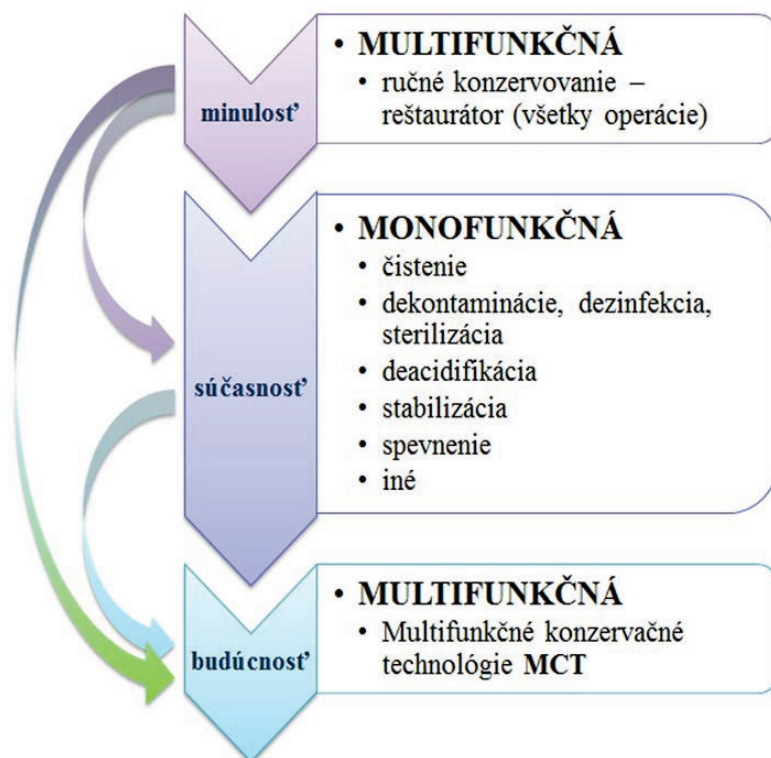 minulosť
• MULTIFUNKČNÁ
• ručné konzervovanie –
reštaurátor (všetky operácie)
súčasnosť
• MONOFUNKČNÁ
• čistenie
• dekontaminácie, dezinfekcia,
sterilizácia
• deacidifikácia
• stabilizácia
• spevnenie
• iné
budúcnosť
• MULTIFUNKČNÁ
• Multifunkčné konzervačné
technológie MCT